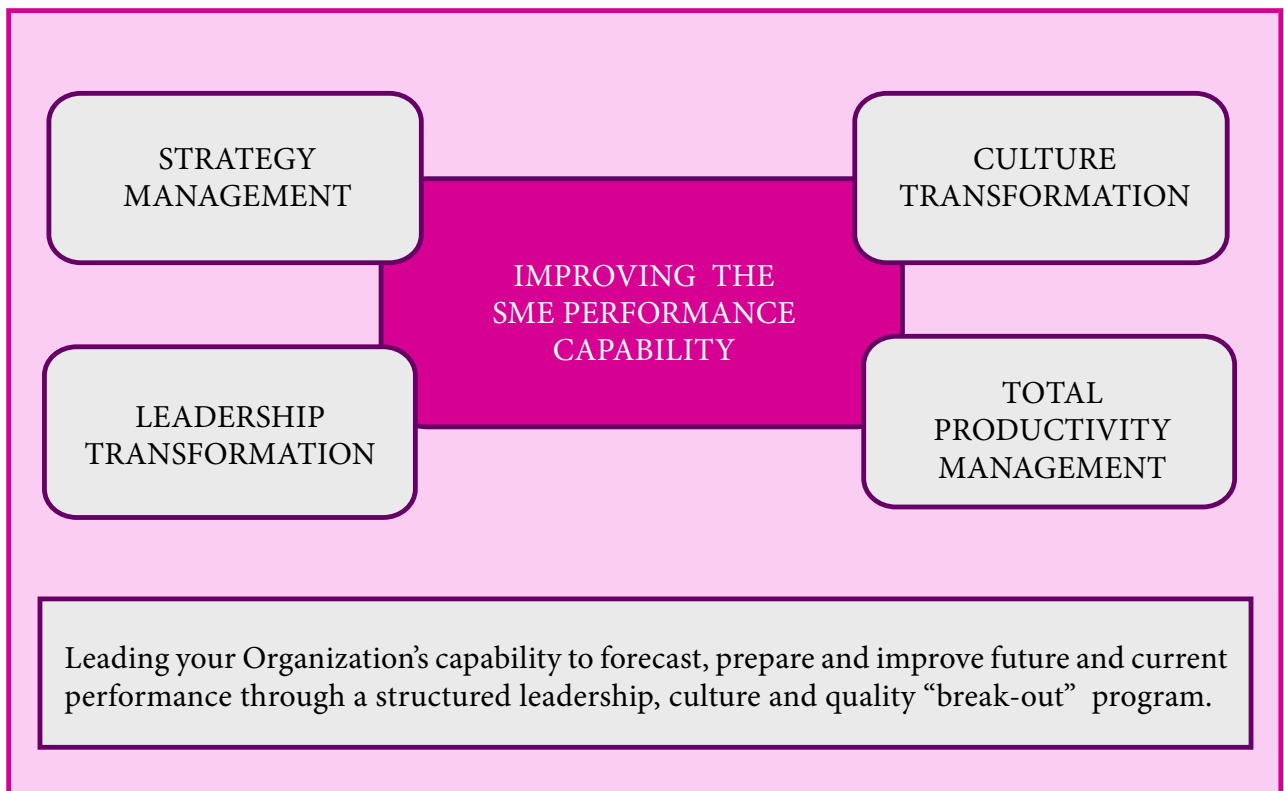 STRATEGY
MANAGEMENT
CULTURE
TRANSFORMATION
IMPROVING THE
SME PERFORMANCE
CAPABILITY
LEADERSHIP
TRANSFORMATION
TOTAL
PRODUCTIVITY
MANAGEMENT
Leading your Organization’s capability to forecast, prepare and improve future and current
performance through a structured leadership, culture and quality “break-out” program.